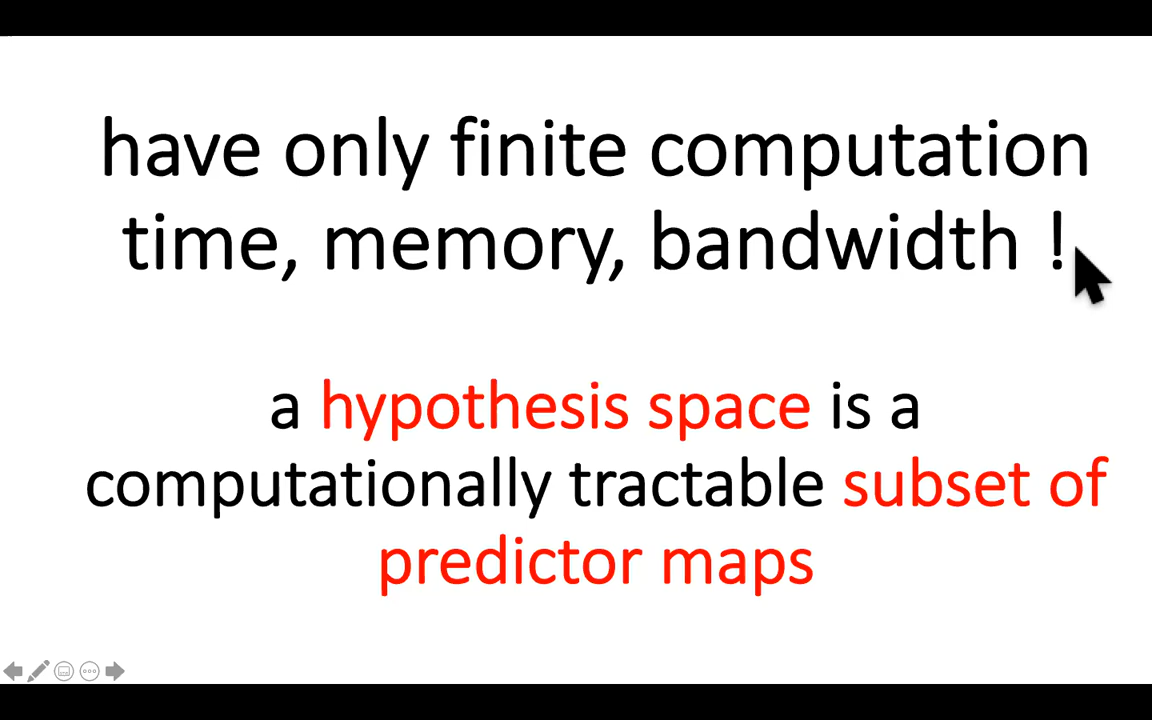 have only finite computation
time, memory, bandwidth !
a hypothesis space is a
computationally tractable subset of
predictor maps